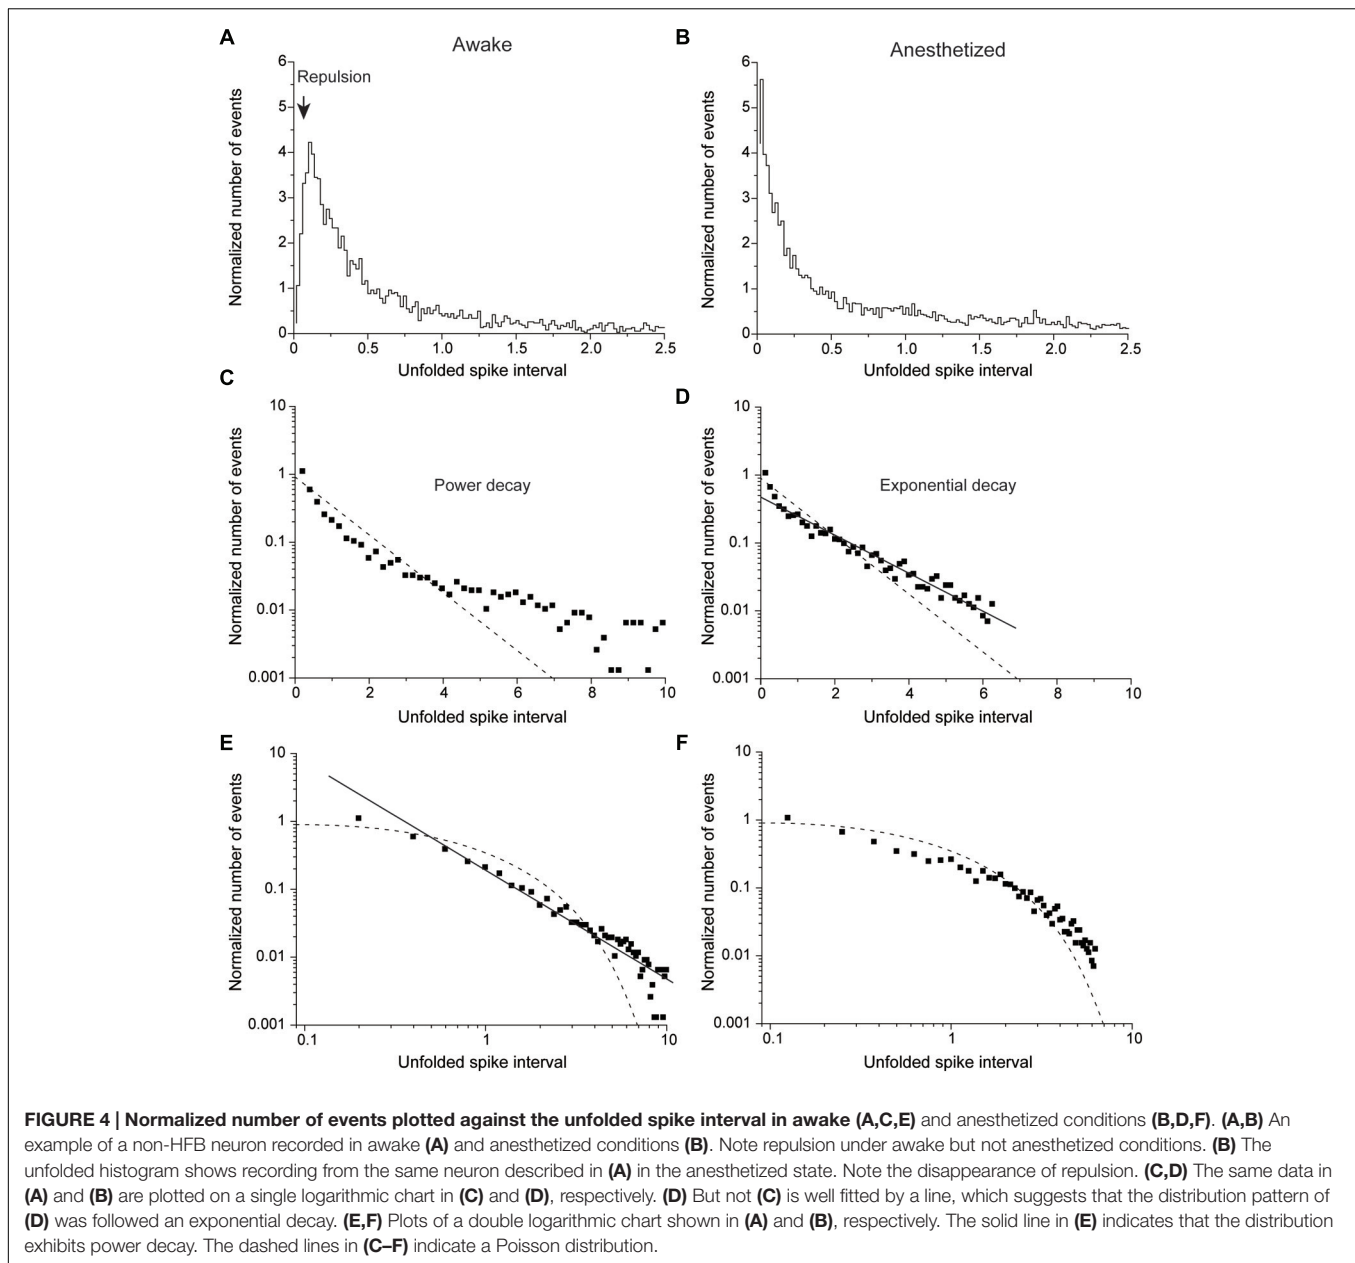 A
Awake
Normalized number of events
6
5
4
3
2
1
0
Repulsion
0
0.5
1.0
1.5
2.0
2.5
Unfolded spike interval
B
Anesthetized
Normalized number of events
6
5
4
3
2
1
0
0
0.5
1.0
1.5
2.0
2.5
Unfolded spike interval
C
Normalized number of events
10
1
0.1
0.01
0.001
Power decay
0
2
4
6
8
10
Unfolded spike interval
D
Normalized number of events
10
1
0.1
0.01
0.001
Exponential decay
0
2
4
6
8
10
Unfolded spike interval
E
Normalized number of events
10
1
0.1
0.01
0.001
0.1
1
10
Unfolded spike interval
F
Normalized number of events
10
1
0.1
0.01
0.001
0.1
1
10
Unfolded spike interval
FIGURE 4 | Normalized number of events plotted against the unfolded spike interval in awake (A,C,E) and anesthetized conditions (B,D,F). (A,B) An
example of a non-HFB neuron recorded in awake (A) and anesthetized conditions (B). Note repulsion under awake but not anesthetized conditions. (B) The
unfolded histogram shows recording from the same neuron described in (A) in the anesthetized state. Note the disappearance of repulsion. (C,D) The same data in
(A) and (B) are plotted on a single logarithmic chart in (C) and (D), respectively. (D) But not (C) is well fitted by a line, which suggests that the distribution pattern of
(D) was followed an exponential decay. (E,F) Plots of a double logarithmic chart shown in (A) and (B), respectively. The solid line in (E) indicates that the distribution
exhibits power decay. The dashed lines in (C–F) indicate a Poisson distribution.